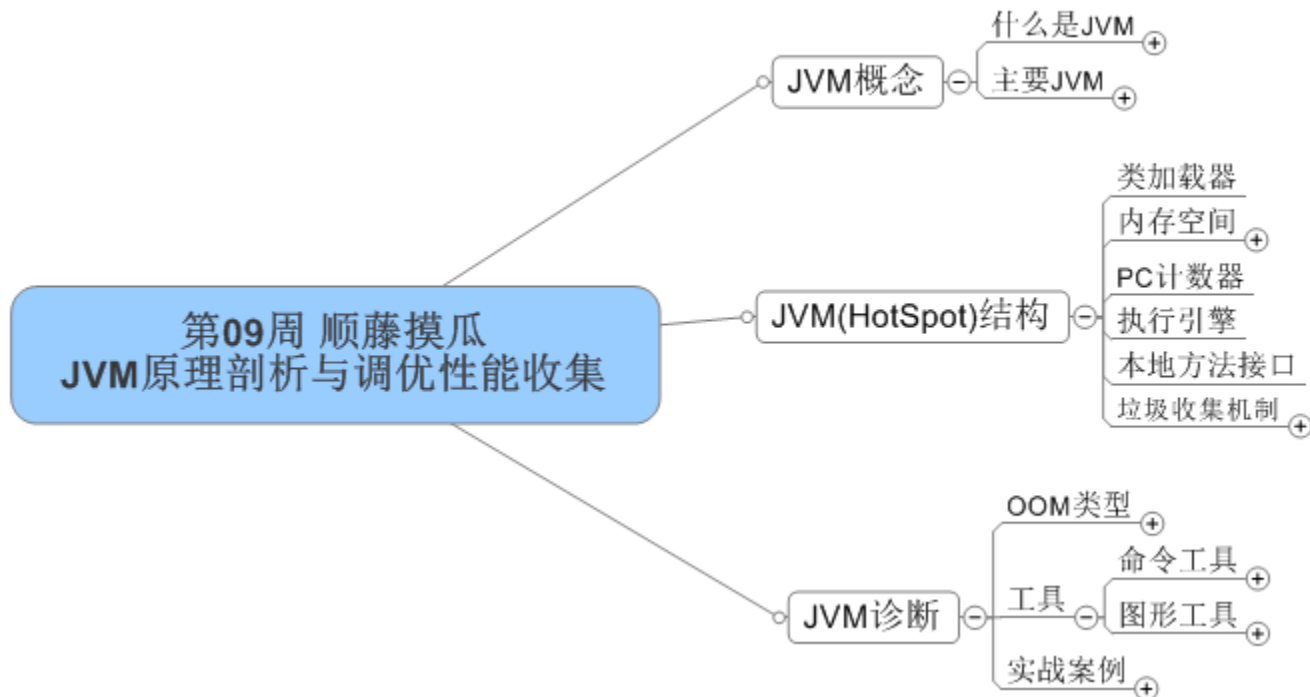 第09周 顺藤摸瓜
JVM原理剖析与调优性能收集
JVM概念
什么是JVM
主要JVM
JVM(HotSpot)结构
类加载器
内存空间
PC计数器
执行引擎
本地方法接口
垃圾收集机制
JVM诊断
OOM类型
工具
命令工具
图形工具
实战案例